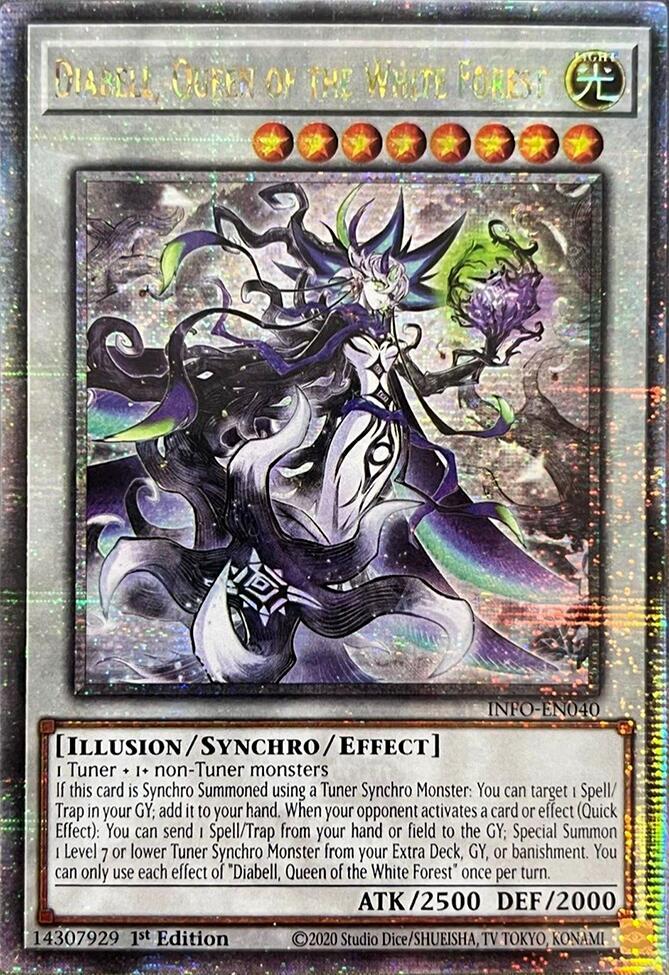 Diabell, Queen of the White Forest
LIGHT
光
INFO-EN040
[Illusion/Synchro/Effect]
1 Tuner + 1+ non-Tuner monsters
If this card is Synchro Summoned using a Tuner Synchro Monster: You can target 1 Spell/
Trap in your GY; add it to your hand. When your opponent activates a card or effect (Quick
Effect): You can send 1 Spell/Trap from your hand or field to the GY; Special Summon
1 Level 7 or lower Tuner Synchro Monster from your Extra Deck, GY, or banishment. You
can only use each effect of "Diabell, Queen of the White Forest" once per turn.
ATK/2500 DEF/2000
14307929 1st Edition ©2020 Studio Dice/SHUEISHA, TV TOKYO, KONAMI